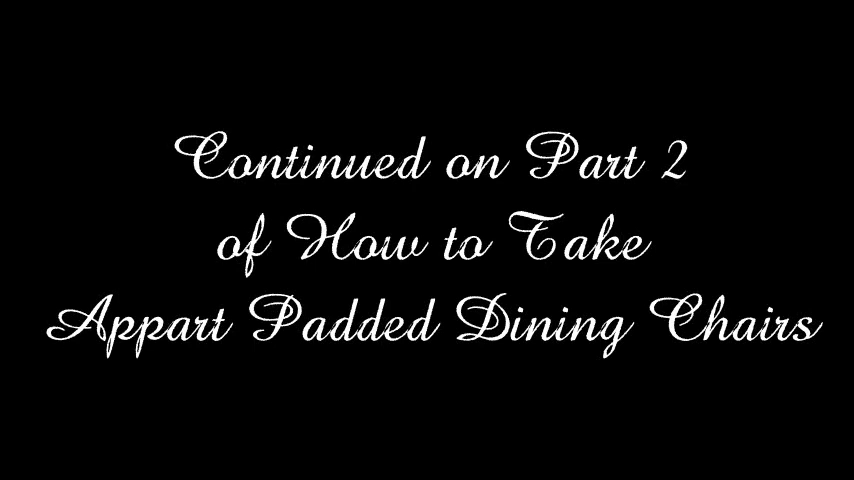 Continued on Part 2
of How to Take
Appart Padded Dining Chairs